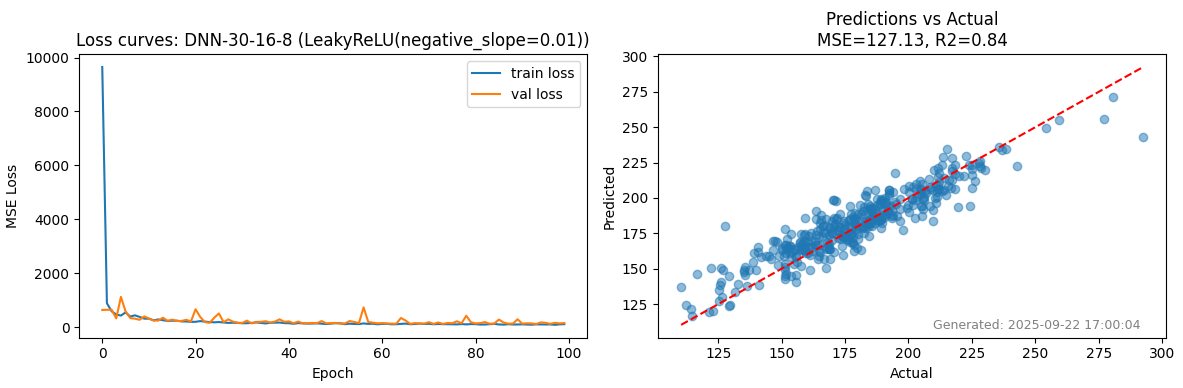 Loss curves: DNN-30-16-8 (LeakyReLU(negative_slope=0.01))
10000
8000
6000
4000
2000
0
MSE Loss
train loss
val loss
0
20
40
60
80
100
Epoch
Predictions vs Actual
MSE=127.13, R2=0.84
300
275
250
225
200
175
150
125
Predicted
Generated: 2025-09-22 17:00:04
125
150
175
200
225
250
275
300
Actual